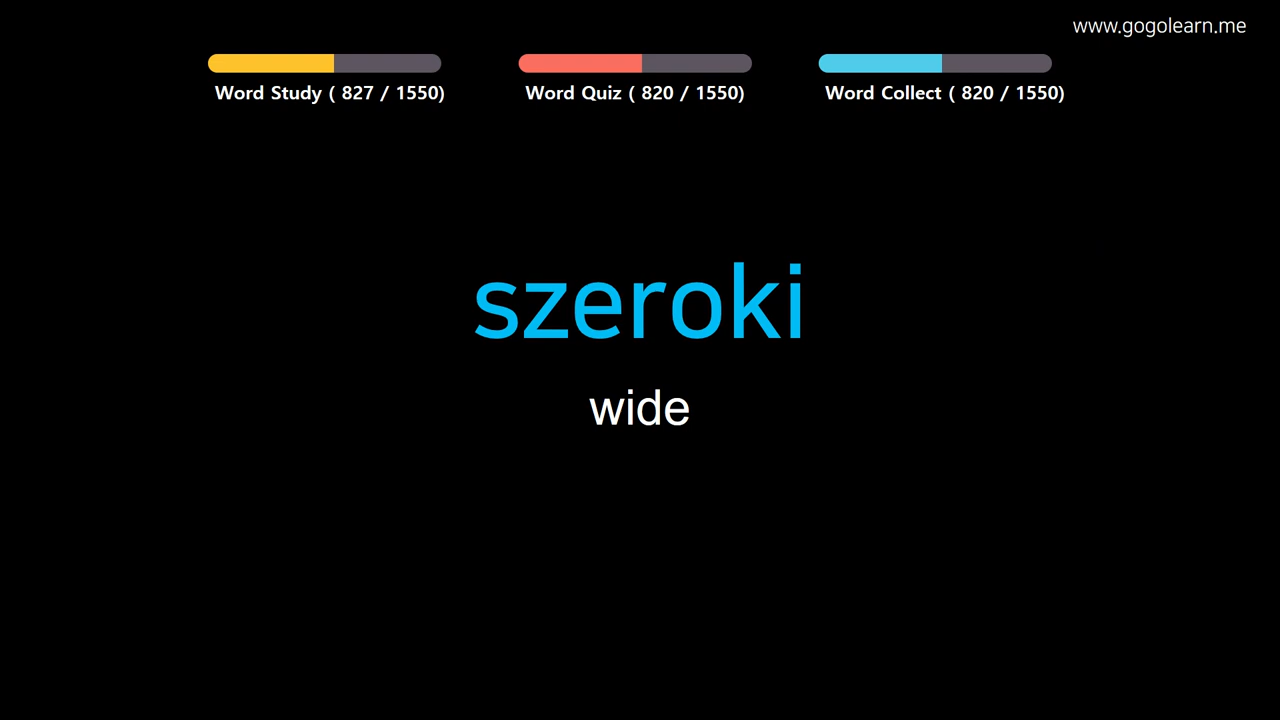 www.gogolearn.me
Word Study ( 827 / 1550)
Word Quiz ( 820 / 1550)
Word Collect ( 820 / 1550)
szeroki
wide